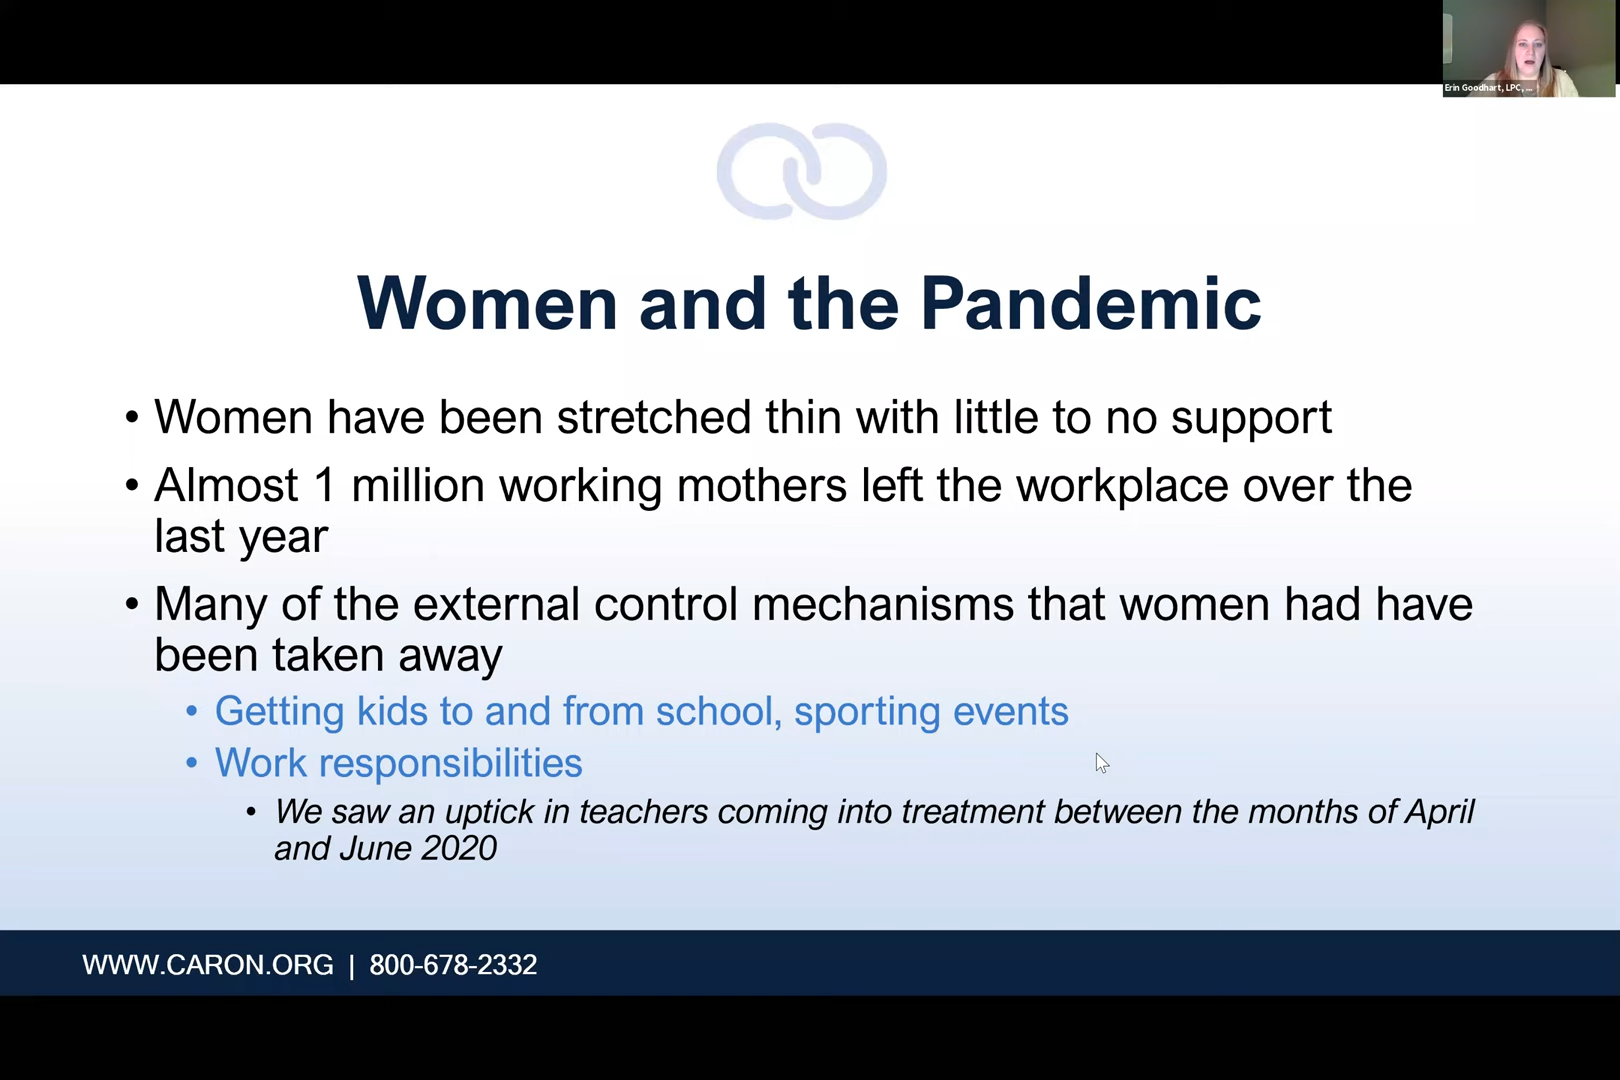 Erin Goodhart, LPC, ...
Women and the Pandemic
• Women have been stretched thin with little to no support
• Almost 1 million working mothers left the workplace over the
last year
• Many of the external control mechanisms that women had have
been taken away
• Getting kids to and from school, sporting events
• Work responsibilities
• We saw an uptick in teachers coming into treatment between the months of April
and June 2020
WWW.CARON.ORG | 800-678-2332